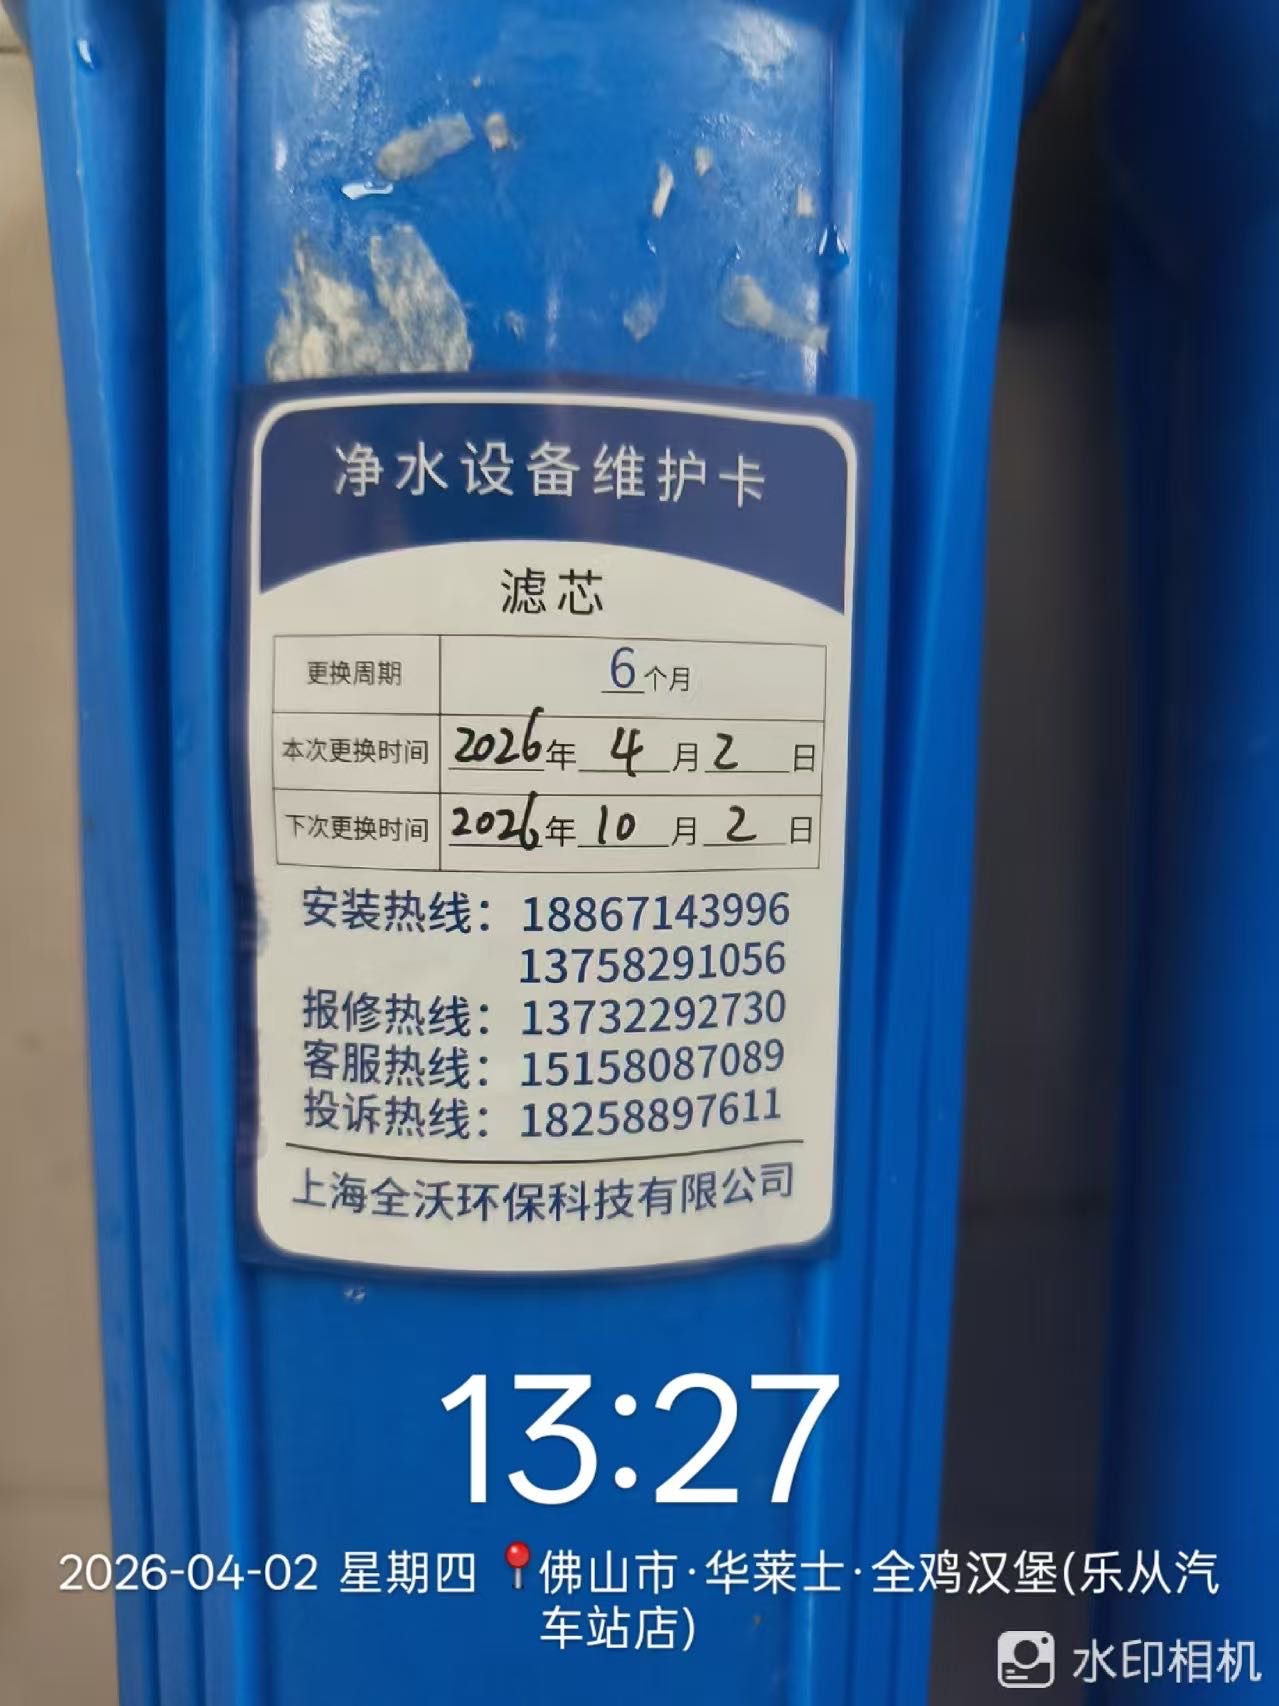 净水设备维护卡
滤芯
更换周期 6个月
本次更换时间 2026年 4 月 2 日
下次更换时间 2026年 10 月 2 日
安装热线：18867143996
13758291056
报修热线：13732292730
客服热线：15158087089
投诉热线：18258897611
上海全沃环保科技有限公司
13:27
2026-04-02 星期四 佛山市·华莱士·全鸡汉堡(乐从汽
车站店)
水印相机